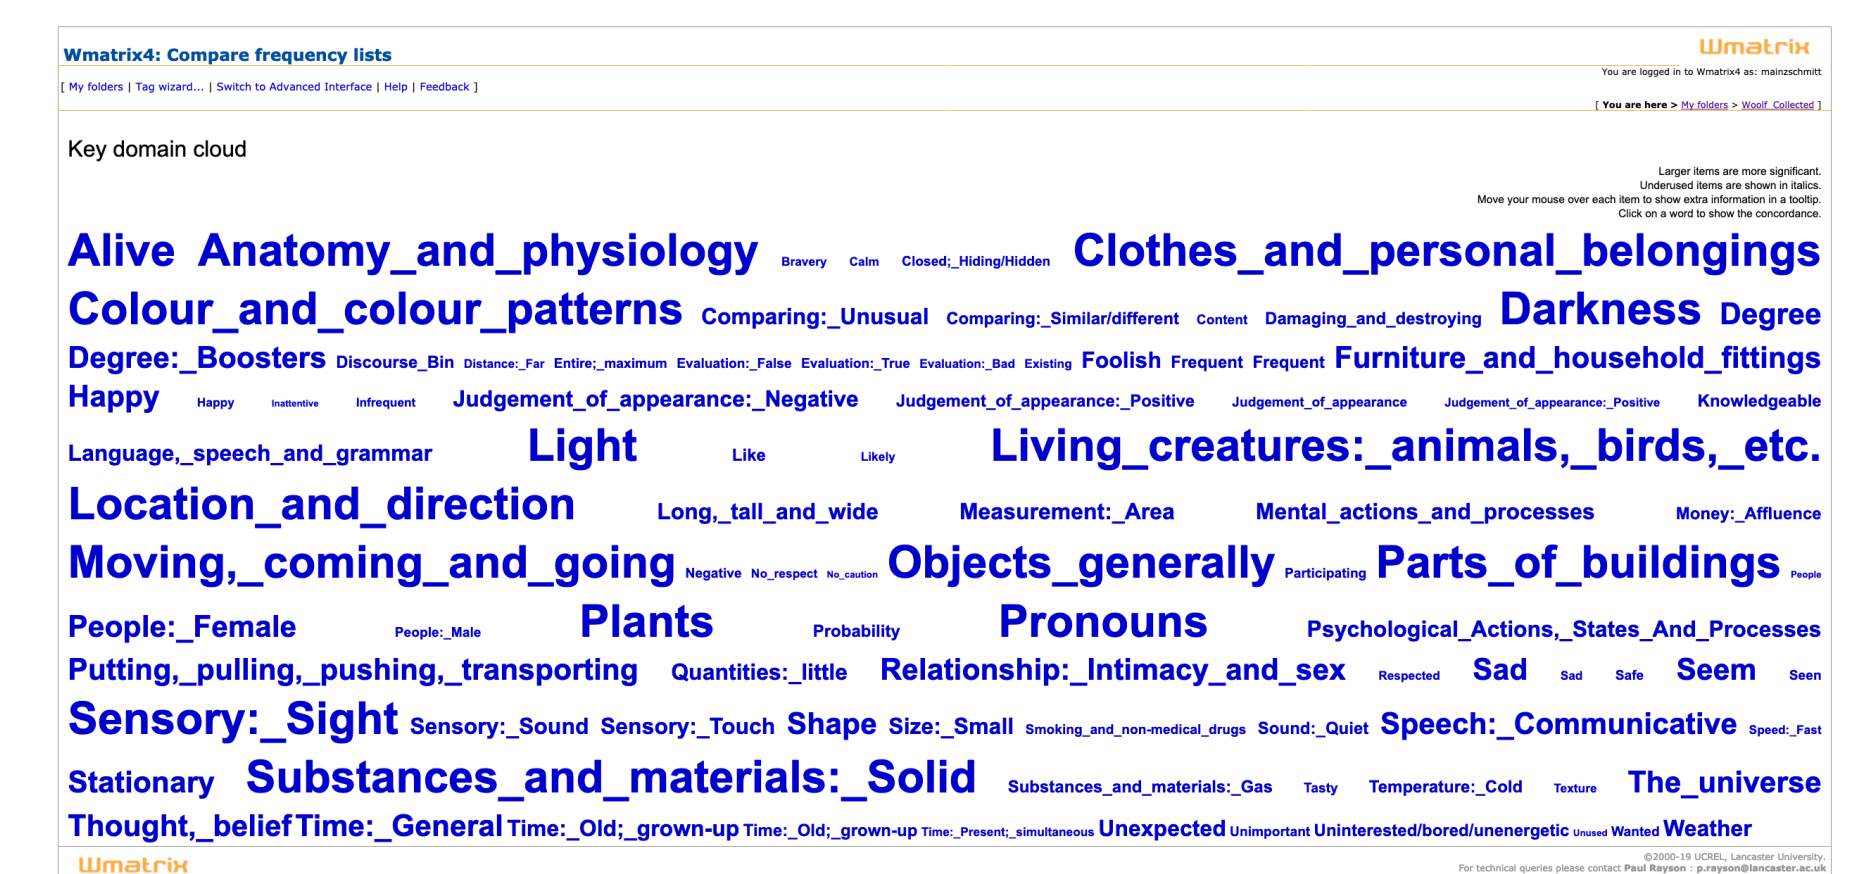 Wmatrix4: Compare frequency lists
Wmatrix
You are logged in to Wmatrix4 as: mainzschmitt
[ My folders | Tag wizard... | Switch to Advanced Interface | Help | Feedback ]
[ You are here > My folders > Woolf_Collected ]
Key domain cloud
Larger items are more significant.
Underused items are shown in italics.
Move your mouse over each item to show extra information in a tooltip.
Click on a word to show the concordance.
Alive Anatomy_and_physiology Bravery Calm Closed;_Hiding/Hidden Clothes_and_personal_belongings
Colour_and_colour_patterns Comparing:_Unusual Comparing:_Similar/different Content Damaging_and_destroying Darkness Degree
Degree:_Boosters Discourse_Bin Distance:_Far Entire;_maximum Evaluation:_False Evaluation:_True Evaluation:_Bad Existing Foolish Frequent Frequent Furniture_and_household_fittings
Happy Happy Inattentive Infrequent Judgement_of_appearance:_Negative Judgement_of_appearance:_Positive Judgement_of_appearance Judgement_of_appearance:_Positive Knowledgeable
Language,_speech_and_grammar Light Like Likely Living_creatures:_animals,_birds,_etc.
Location_and_direction Long,_tall_and_wide Measurement:_Area Mental_actions_and_processes Money:_Affluence
Moving,_coming_and_going Negative No_respect No_caution Objects_generally Participating Parts_of_buildings People
People:_Female People:_Male Plants Probability Pronouns Psychological_Actions,_States_And_Processes
Putting,_pulling,_pushing,_transporting Quantities:_little Relationship:_Intimacy_and_sex Respected Sad Sad Safe Seem Seen
Sensory:_Sight Sensory:_Sound Sensory:_Touch Shape Size:_Small Smoking_and_non-medical_drugs Sound:_Quiet Speech:_Communicative Speed:_Fast
Stationary Substances_and_materials:_Solid Substances_and_materials:_Gas Tasty Temperature:_Cold Texture The_universe
Thought,_belief Time:_General Time:_Old;_grown-up Time:_Old;_grown-up Time:_Present;_simultaneous Unexpected Unimportant Uninterested/bored/unenergetic Unused Wanted Weather
Wmatrix
©2000-19 UCREL, Lancaster University.
For technical queries please contact Paul Rayson : p.rayson@lancaster.ac.uk